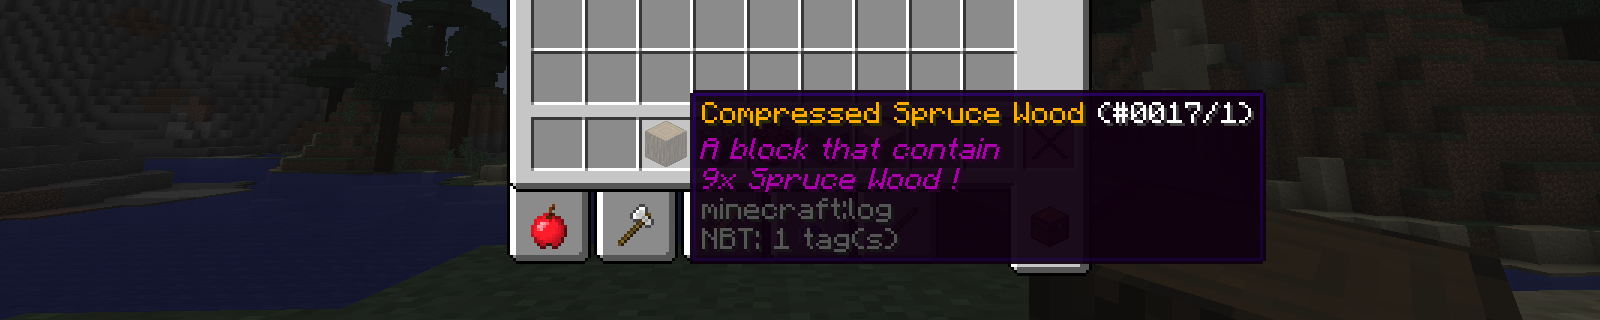 Compressed Spruce Wood (#0017/1)
A block that contain
9x Spruce Wood !
minecraft:log
NBT: 1 tag(s)